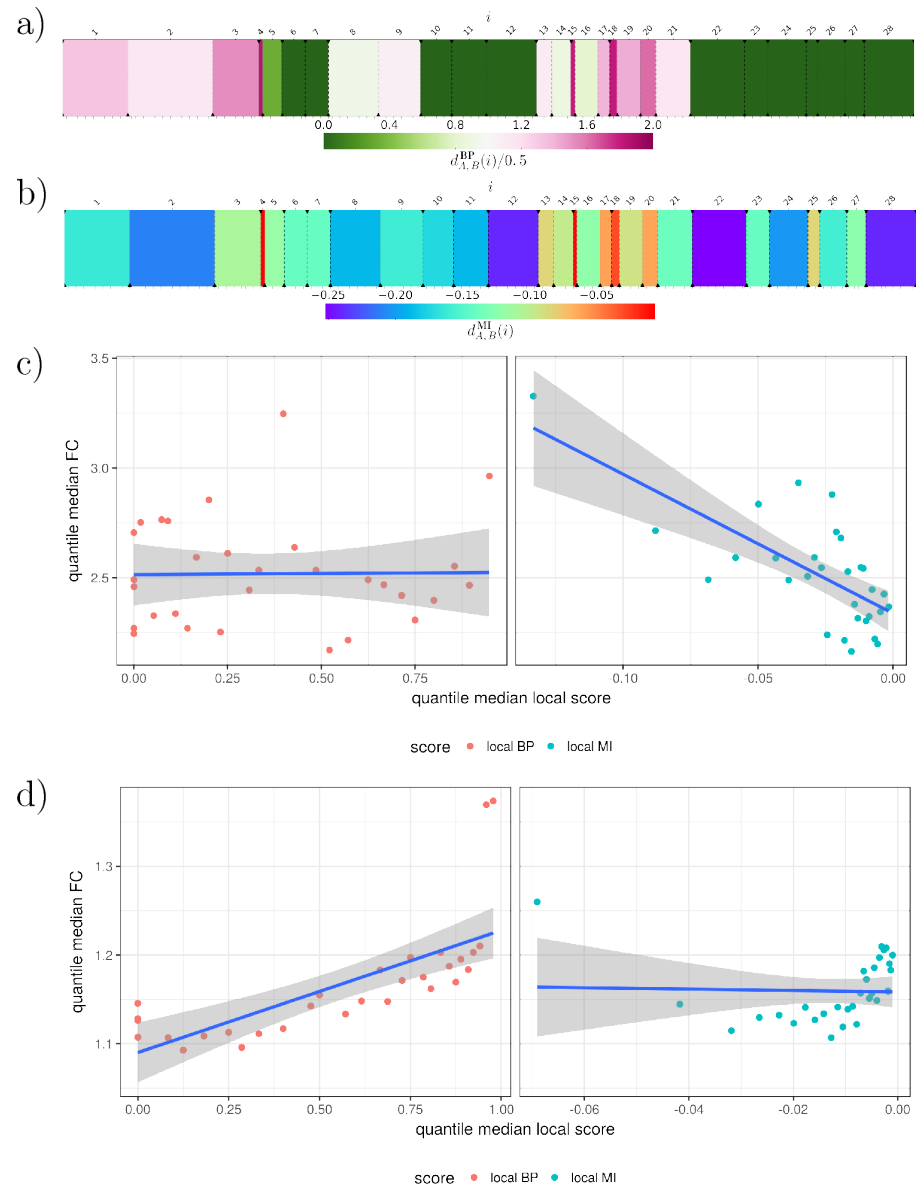 a)
i
1 2 3 4 5 6 7 8 9 10 11 12 13 14 15 16 17 18 19 20 21 22 23 24 25 26 27 28
0.0 0.4 0.8 1.2 1.6 2.0
d^{BP}_{A,B}(i)/0.5
b)
i
1 2 3 4 5 6 7 8 9 10 11 12 13 14 15 16 17 18 19 20 21 22 23 24 25 26 27 28
−0.25 −0.20 −0.15 −0.10 −0.05
d^{MI}_{A,B}(i)
c)
3.5
3.0
2.5
quantile median FC
0.00 0.25 0.50 0.75 -0.10 -0.05 0.00
quantile median local score
score local BP local MI
d)
1.3
1.2
1.1
quantile median FC
0.00 0.25 0.50 0.75 1.00 -0.06 -0.04 -0.02 0.00
quantile median local score
score local BP local MI